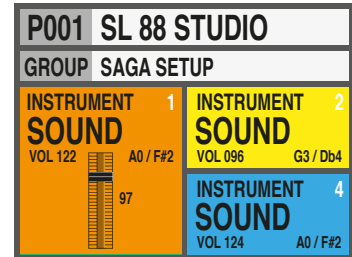 P001 SL 88 STUDIO
GROUP SAGA SETUP
INSTRUMENT 1
SOUND
VOL 122 A0 / F#2
97
INSTRUMENT 2
SOUND
VOL 096 G3 / Db4
INSTRUMENT 4
SOUND
VOL 124 A0 / F#2